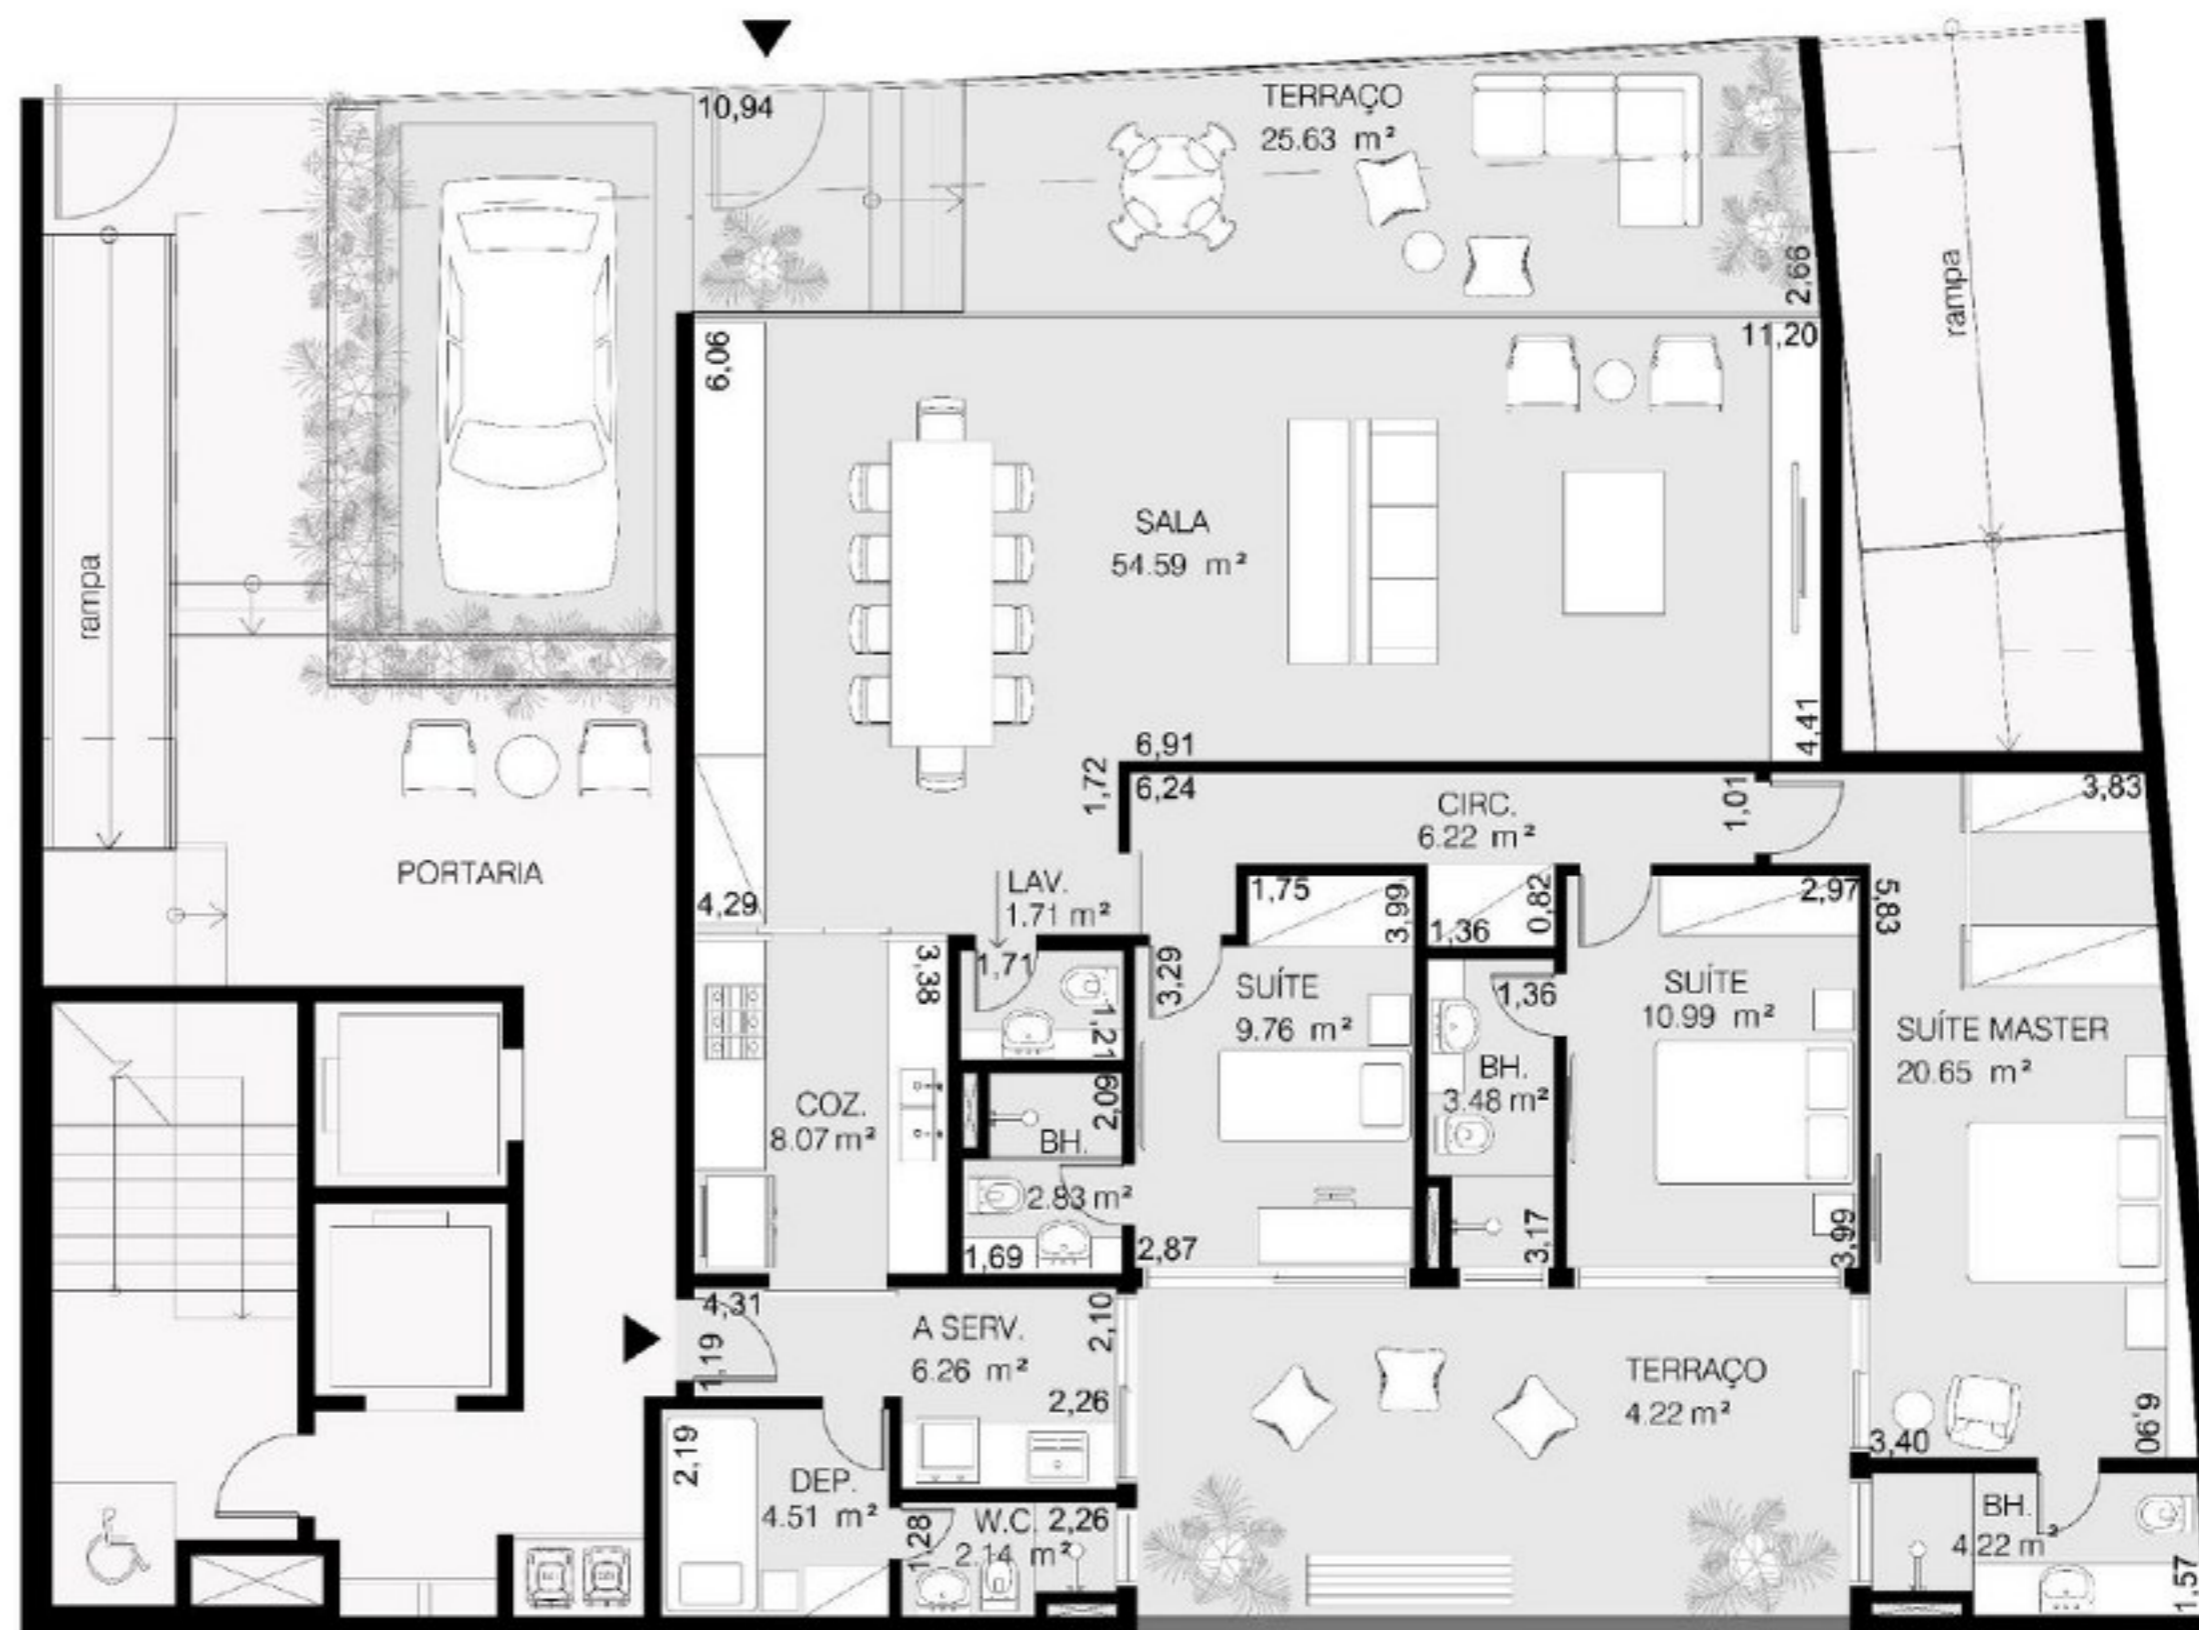 10,94
TERRAÇO
25.63 m²
2,66
rampa
11,20
6,06
SALA
54.59 m²
rampa
4,41
6,91
1,72
6,24
CIRC.
6.22 m²
1,01
3,83
PORTARIA
4,29
LAV.
1.71 m²
1,75
3,99
1,36
0,82
2,97
5,83
3,38
1,71
1,21
3,29
SUÍTE
9.76 m²
1,36
SUÍTE
10.99 m²
SUÍTE MASTER
20.65 m²
COZ.
8.07 m²
2,09
BH.
2.83 m²
1,69
BH.
3.48 m²
2,87
3,17
3,99
4,31
1,19
A SERV.
6.26 m²
2,10
2,26
TERRAÇO
4.22 m²
3,40
6,90
2,19
DEP.
4.51 m²
1,28
W.C.
2,26
2.14 m²
BH.
4.22 m²
1,57